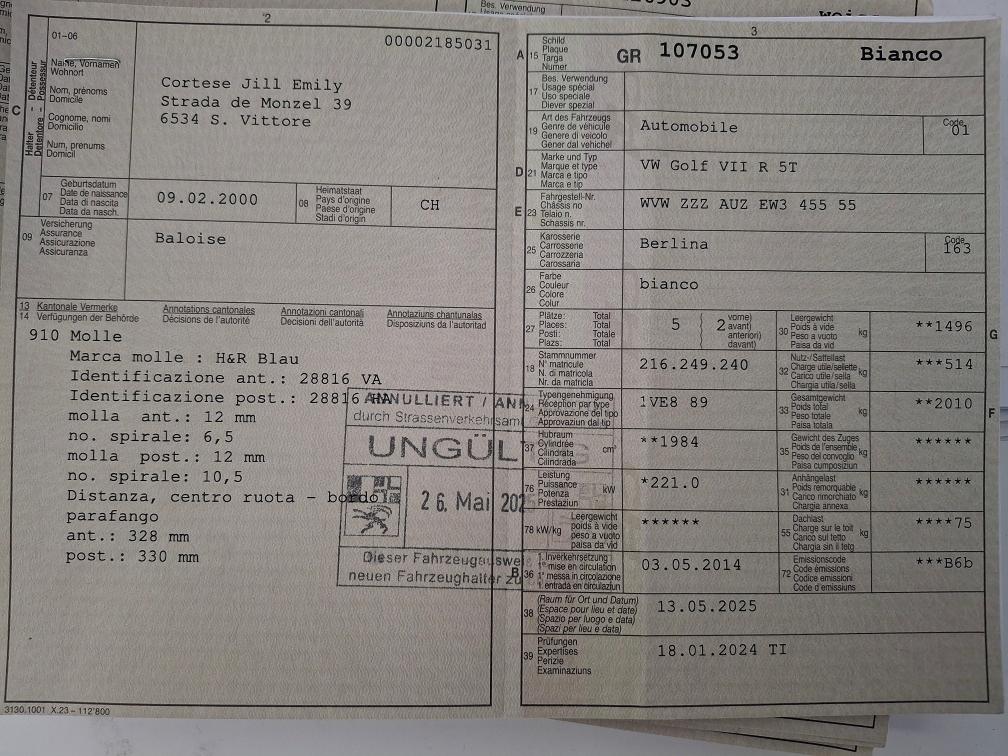 '2
01-06
00002185031
C
Halter – Détenteur
Detentore – Possessur
Name, Vornamen
Wohnort
Nom, prénoms
Domicile
Cognome, nomi
Domicilio
Num, prenums
Domicil
Cortese Jill Emily
Strada de Monzel 39
6534 S. Vittore
07
Geburtsdatum
Date de naissance
Data di nascita
Data da nasch.
09.02.2000
08
Heimatstaat
Pays d'origine
Paese d'origine
Stadi d'origin
CH
09
Versicherung
Assurance
Assicurazione
Assicuranza
Baloise
13 Kantonale Vermerke Annotations cantonales Annotazioni cantonali Annotaziuns chantunalas
14 Verfügungen der Behörde Décisions de l'autorité Decisioni dell'autorità Disposiziuns da l'autoritad
910 Molle
Marca molle : H&R Blau
Identificazione ant.: 28816 VA
Identificazione post.: 28816 HA
molla ant.: 12 mm
no. spirale: 6,5
molla post.: 12 mm
no. spirale: 10,5
Distanza, centro ruota – bordo
parafango
ant.: 328 mm
post.: 330 mm
ANNULLIERT / ANN
durch Strassenverkehrsamt
UNGÜLTIG
26. Mai 202
Dieser Fahrzeugausweis
neuen Fahrzeughalter zu
3130.1001 X.23 – 112'800
3
A 15
Schild
Plaque
Targa
Numer
GR 107053 Bianco
17
Bes. Verwendung
Usage spécial
Uso speciale
Diever spezial
19
Art des Fahrzeugs
Genre de véhicule
Genere di veicolo
Gener dal vehichel
Automobile
Code
01
D 21
Marke und Typ
Marque et type
Marca e tipo
Marca e tip
VW Golf VII R 5T
E 23
Fahrgestell-Nr.
Châssis no
Telaio n.
Schassis nr.
WVW ZZZ AUZ EW3 455 55
25
Karosserie
Carrosserie
Carrozzeria
Carossaria
Berlina
Code
163
26
Farbe
Couleur
Colore
Colur
bianco
27
Plätze: Total
Places: Total
Posti: Totale
Plazs: Total
5
2
vorne)
avant)
anteriori)
davant)
30
Leergewicht
Poids à vide
Peso a vuoto
Paisa da vid
kg
**1496
G
18
Stammnummer
N° matricule
N. di matricola
Nr. da matricla
216.249.240
32
Nutz-/Sattellast
Charge utile/sellette
Carico utile/sella
Chargia utila/sella
kg
***514
24
Typengenehmigung
Réception par type
Approvazione del tipo
Approvaziun dal tip
1VE8 89
33
Gesamtgewicht
Poids total
Peso totale
Paisa totala
kg
**2010
F
37
Hubraum
Cylindrée
Cilindrata
Cilindrada
cm³
**1984
35
Gewicht des Zuges
Poids de l'ensemble
Peso del convoglio
Paisa cumposiziun
kg
******
76
Leistung
Puissance
Potenza
Prestaziun
kW
*221.0
31
Anhängelast
Poids remorquable
Carico rimorchiato
Chargia annexa
kg
******
78 kW/kg
Leergewicht
poids à vide
peso a vuoto
paisa da vid
******
55
Dachlast
Charge sur le toit
Carico sul tetto
Chargia sin il tetg
kg
****75
B 36
1. Inverkehrsetzung
1re mise en circulation
1a messa in circolazione
1. entrada en circulaziun
03.05.2014
72
Emissionscode
Code émissions
Codice emissioni
Code d'emissiuns
***B6b
38
(Raum für Ort und Datum)
(Espace pour lieu et date)
(Spazio per luogo e data)
(Spazi per lieu e data)
13.05.2025
39
Prüfungen
Expertises
Perizie
Examinaziuns
18.01.2024 TI
Bes. Verwendung